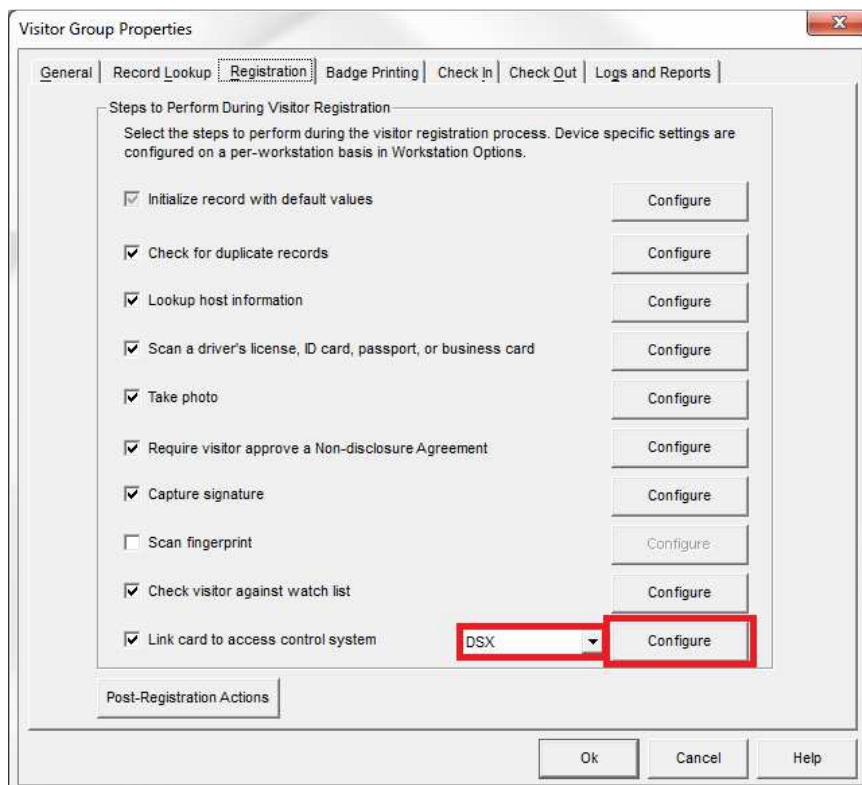 Visitor Group Properties
General Record Lookup Registration Badge Printing Check In Check Out Logs and Reports
Steps to Perform During Visitor Registration
Select the steps to perform during the visitor registration process. Device specific settings are
configured on a per-workstation basis in Workstation Options.
Initialize record with default values Configure
Check for duplicate records Configure
Lookup host information Configure
Scan a driver's license, ID card, passport, or business card Configure
Take photo Configure
Require visitor approve a Non-disclosure Agreement Configure
Capture signature Configure
Scan fingerprint Configure
Check visitor against watch list Configure
Link card to access control system DSX Configure
Post-Registration Actions
Ok Cancel Help